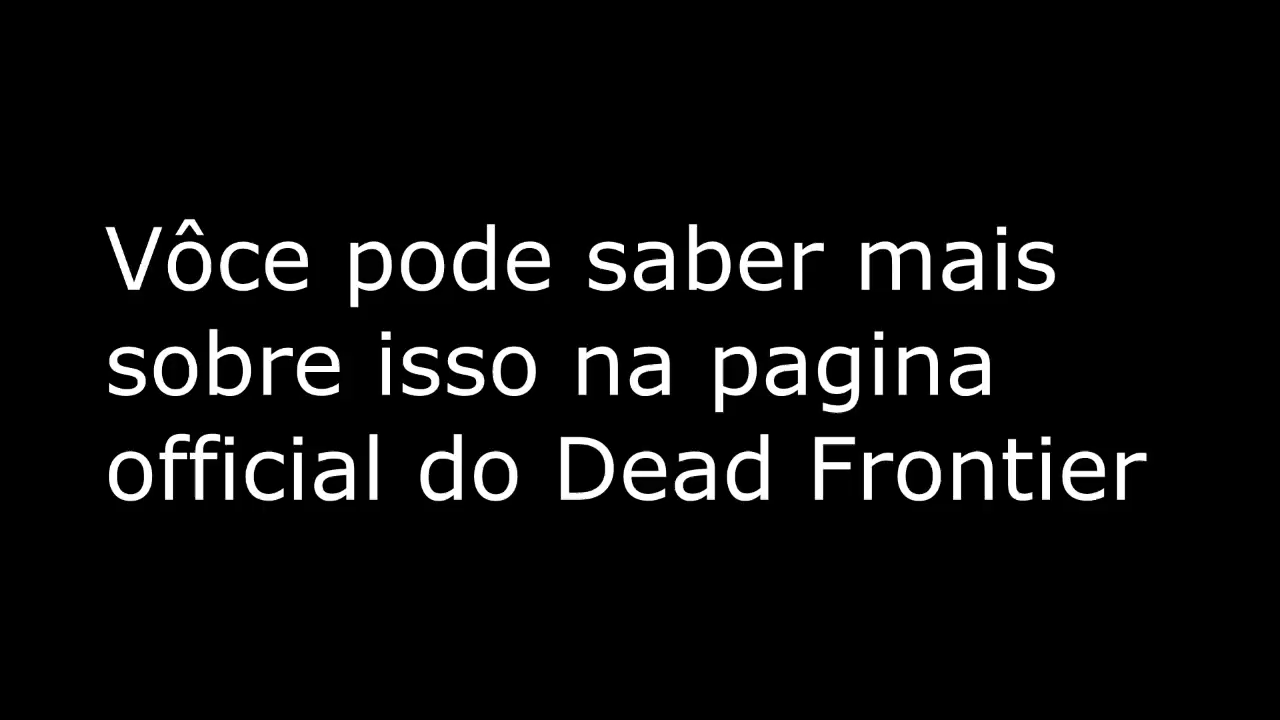 Vôce pode saber mais
sobre isso na pagina
official do Dead Frontier